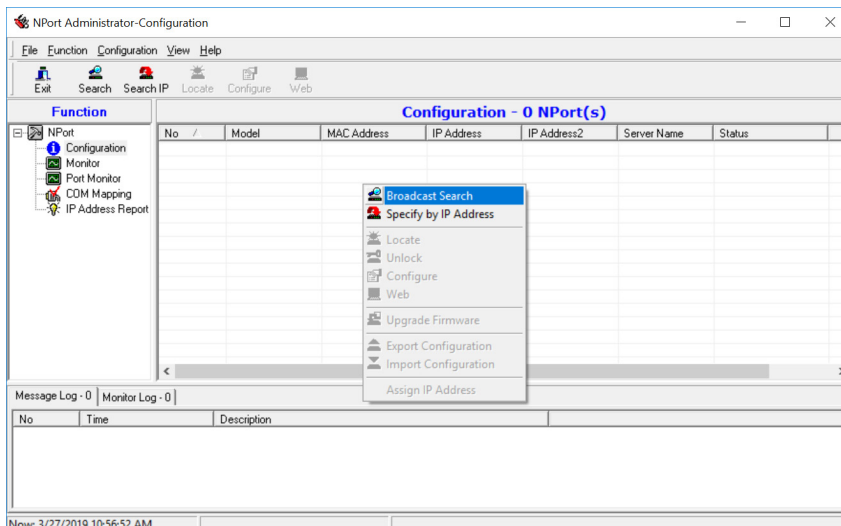 NPort Administrator-Configuration
File Function Configuration View Help
Exit Search Search IP Locate Configure Web
Function
Configuration - 0 NPort(s)
NPort
Configuration
Monitor
Port Monitor
COM Mapping
IP Address Report
No Model MAC Address IP Address IP Address2 Server Name Status
Broadcast Search
Specify by IP Address
Locate
Unlock
Configure
Web
Upgrade Firmware
Export Configuration
Import Configuration
Assign IP Address
Message Log - 0 Monitor Log - 0
No Time Description
Now: 3/27/2019 10:56:52 AM